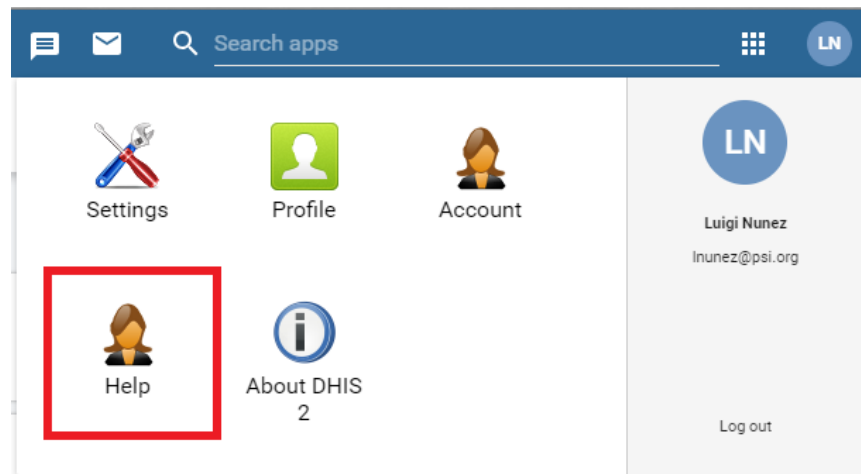 Search apps
LN
Settings
Profile
Account
Help
About DHIS
2
LN
Luigi Nunez
lnunez@psi.org
Log out